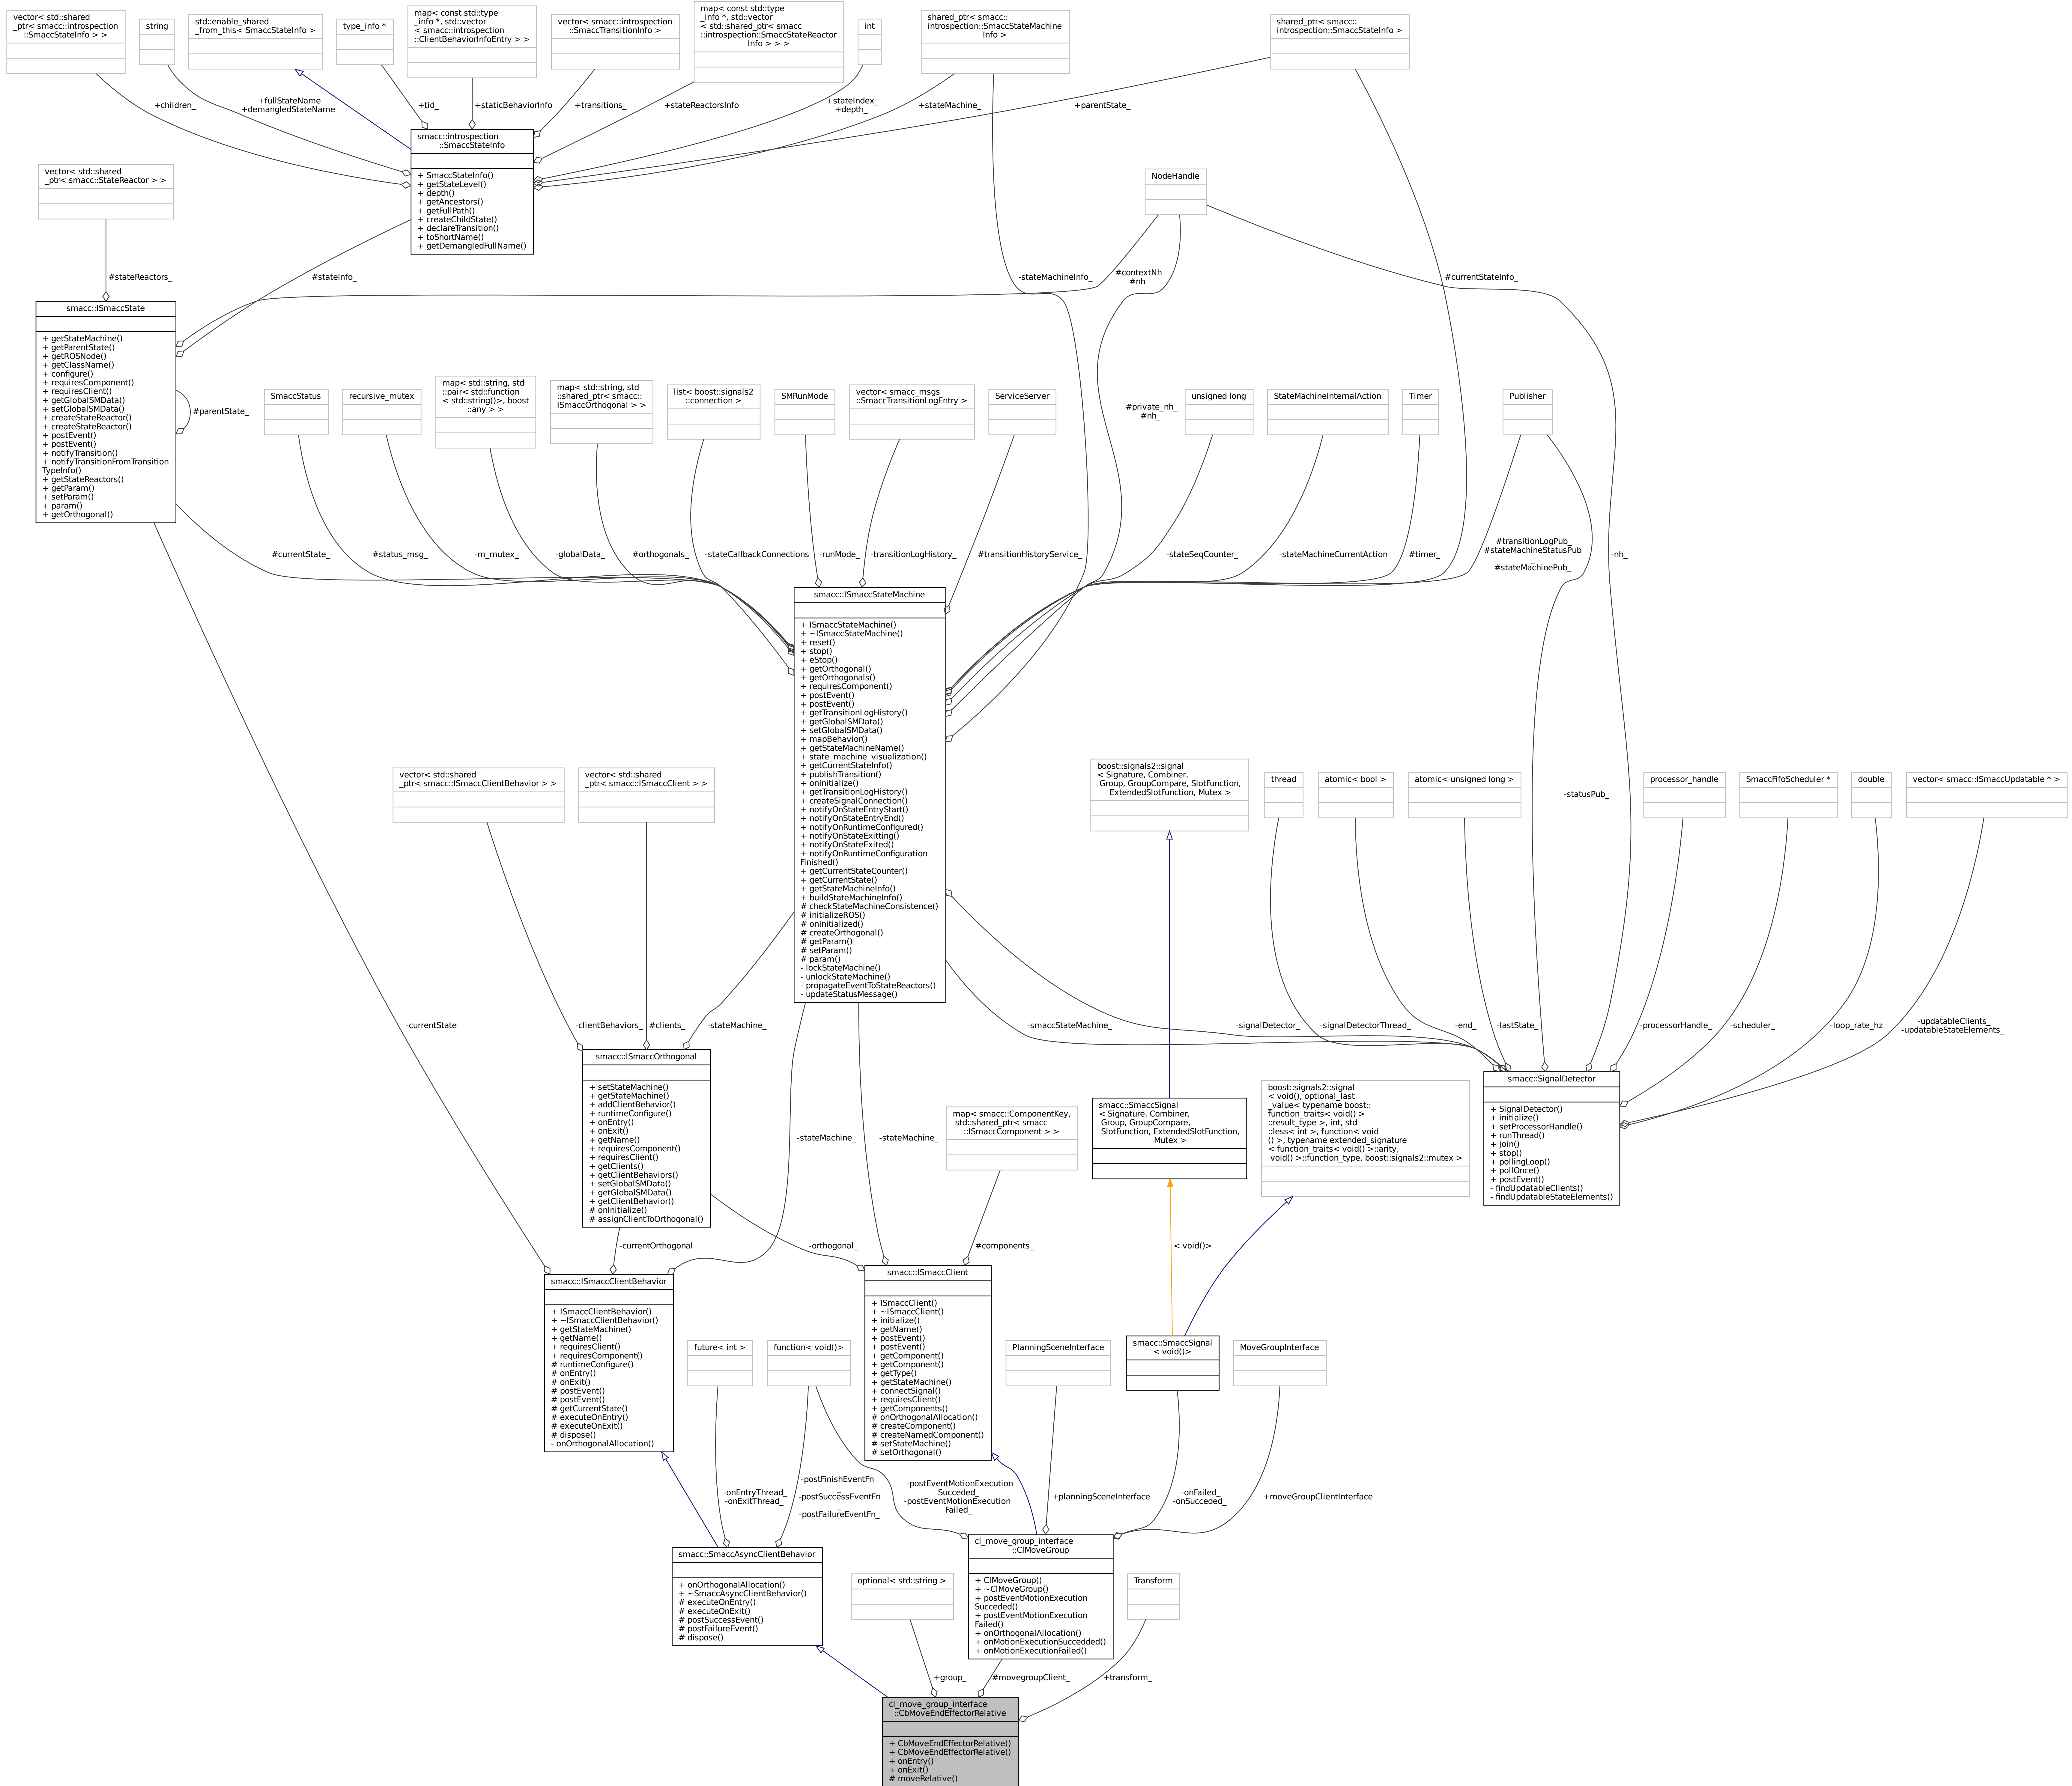 vector< std::shared
_ptr< smacc::introspection
::SmaccStateInfo > >
string
std::enable_shared
_from_this< SmaccStateInfo >
type_info *
map< const std::type
_info *, std::vector
< smacc::introspection
::ClientBehaviorInfoEntry > >
vector< smacc::introspection
::SmaccTransitionInfo >
map< const std::type
_info *, std::vector
< std::shared_ptr< smacc
::introspection::SmaccStateReactor
Info > > >
int
shared_ptr< smacc::
introspection::SmaccStateMachine
Info >
shared_ptr< smacc::
introspection::SmaccStateInfo >
+children_
+fullStateName
+demangledStateName
+tid_
+staticBehaviorInfo
+transitions_
+stateReactorsInfo
+stateIndex_
+depth_
+stateMachine_
+parentState_
smacc::introspection
::SmaccStateInfo
+ SmaccStateInfo()
+ getStateLevel()
+ depth()
+ getAncestors()
+ getFullPath()
+ createChildState()
+ declareTransition()
+ toShortName()
+ getDemangledFullName()
vector< std::shared
_ptr< smacc::StateReactor > >
NodeHandle
#stateReactors_
#stateInfo_
-stateMachineInfo_
#contextNh
#nh
#currentStateInfo_
smacc::ISmaccState
+ getStateMachine()
+ getParentState()
+ getROSNode()
+ getClassName()
+ configure()
+ requiresComponent()
+ requiresClient()
+ getGlobalSMData()
+ setGlobalSMData()
+ createStateReactor()
+ createStateReactor()
+ postEvent()
+ postEvent()
+ notifyTransition()
+ notifyTransitionFromTransition
TypeInfo()
+ getStateReactors()
+ getParam()
+ setParam()
+ param()
+ getOrthogonal()
#parentState_
SmaccStatus
recursive_mutex
map< std::string, std
::pair< std::function
< std::string()>, boost
::any > >
map< std::string, std
::shared_ptr< smacc::
ISmaccOrthogonal > >
list< boost::signals2
::connection >
SMRunMode
vector< smacc_msgs
::SmaccTransitionLogEntry >
ServiceServer
#private_nh_
#nh_
unsigned long
StateMachineInternalAction
Timer
Publisher
#currentState_
#status_msg_
-m_mutex_
-globalData_
#orthogonals_
-stateCallbackConnections
-runMode_
-transitionLogHistory_
#transitionHistoryService_
-stateSeqCounter_
-stateMachineCurrentAction
#timer_
#transitionLogPub_
#stateMachineStatusPub
_
#stateMachinePub_
-nh_
smacc::ISmaccStateMachine
+ ISmaccStateMachine()
+ ~ISmaccStateMachine()
+ reset()
+ stop()
+ eStop()
+ getOrthogonal()
+ getOrthogonals()
+ requiresComponent()
+ postEvent()
+ postEvent()
+ getTransitionLogHistory()
+ getGlobalSMData()
+ setGlobalSMData()
+ mapBehavior()
+ getStateMachineName()
+ state_machine_visualization()
+ getCurrentStateInfo()
+ publishTransition()
+ onInitialize()
+ getTransitionLogHistory()
+ createSignalConnection()
+ notifyOnStateEntryStart()
+ notifyOnStateEntryEnd()
+ notifyOnRuntimeConfigured()
+ notifyOnStateExitting()
+ notifyOnStateExited()
+ notifyOnRuntimeConfiguration
Finished()
+ getCurrentStateCounter()
+ getCurrentState()
+ getStateMachineInfo()
+ buildStateMachineInfo()
# checkStateMachineConsistence()
# initializeROS()
# onInitialized()
# createOrthogonal()
# getParam()
# setParam()
# param()
- lockStateMachine()
- unlockStateMachine()
- propagateEventToStateReactors()
- updateStatusMessage()
vector< std::shared
_ptr< smacc::ISmaccClientBehavior > >
vector< std::shared
_ptr< smacc::ISmaccClient > >
boost::signals2::signal
< Signature, Combiner,
Group, GroupCompare, SlotFunction,
ExtendedSlotFunction, Mutex >
thread
atomic< bool >
atomic< unsigned long >
-statusPub_
processor_handle
SmaccFifoScheduler *
double
vector< smacc::ISmaccUpdatable * >
-currentState
-clientBehaviors_
#clients_
-stateMachine_
-smaccStateMachine_
-signalDetector_
-signalDetectorThread_
-end_
-lastState_
-processorHandle_
-scheduler_
-loop_rate_hz
-updatableClients_
-updatableStateElements_
smacc::ISmaccOrthogonal
+ setStateMachine()
+ getStateMachine()
+ addClientBehavior()
+ runtimeConfigure()
+ onEntry()
+ onExit()
+ getName()
+ requiresComponent()
+ requiresClient()
+ getClients()
+ getClientBehaviors()
+ setGlobalSMData()
+ getGlobalSMData()
+ getClientBehavior()
# onInitialize()
# assignClientToOrthogonal()
-stateMachine_
-stateMachine_
map< smacc::ComponentKey,
std::shared_ptr< smacc
::ISmaccComponent > >
smacc::SmaccSignal
< Signature, Combiner,
Group, GroupCompare,
SlotFunction, ExtendedSlotFunction,
Mutex >
boost::signals2::signal
< void(), optional_last
_value< typename boost::
function_traits< void() >
::result_type >, int, std
::less< int >, function< void
() >, typename extended_signature
< function_traits< void() >::arity,
void() >::function_type, boost::signals2::mutex >
smacc::SignalDetector
+ SignalDetector()
+ initialize()
+ setProcessorHandle()
+ runThread()
+ join()
+ stop()
+ pollingLoop()
+ pollOnce()
+ postEvent()
- findUpdatableClients()
- findUpdatableStateElements()
-currentOrthogonal
-orthogonal_
#components_
< void()>
smacc::ISmaccClientBehavior
+ ISmaccClientBehavior()
+ ~ISmaccClientBehavior()
+ getStateMachine()
+ getName()
+ requiresClient()
+ requiresComponent()
# runtimeConfigure()
# onEntry()
# onExit()
# postEvent()
# postEvent()
# getCurrentState()
# executeOnEntry()
# executeOnExit()
# dispose()
- onOrthogonalAllocation()
smacc::ISmaccClient
+ ISmaccClient()
+ ~ISmaccClient()
+ initialize()
+ getName()
+ postEvent()
+ postEvent()
+ getComponent()
+ getComponent()
+ getType()
+ getStateMachine()
+ connectSignal()
+ requiresClient()
+ getComponents()
# onOrthogonalAllocation()
# createComponent()
# createNamedComponent()
# setStateMachine()
# setOrthogonal()
future< int >
function< void()>
PlanningSceneInterface
smacc::SmaccSignal
< void()>
MoveGroupInterface
-onEntryThread_
-onExitThread_
-postFinishEventFn
_
-postSuccessEventFn
_
-postFailureEventFn_
-postEventMotionExecution
Succeded_
-postEventMotionExecution
Failed_
+planningSceneInterface
-onFailed_
-onSucceded_
+moveGroupClientInterface
smacc::SmaccAsyncClientBehavior
+ onOrthogonalAllocation()
+ ~SmaccAsyncClientBehavior()
# executeOnEntry()
# executeOnExit()
# postSuccessEvent()
# postFailureEvent()
# dispose()
optional< std::string >
cl_move_group_interface
::ClMoveGroup
+ ClMoveGroup()
+ ~ClMoveGroup()
+ postEventMotionExecution
Succeded()
+ postEventMotionExecution
Failed()
+ onOrthogonalAllocation()
+ onMotionExecutionSuccedded()
+ onMotionExecutionFailed()
Transform
+group_
#movegroupClient_
+transform_
cl_move_group_interface
::CbMoveEndEffectorRelative
+ CbMoveEndEffectorRelative()
+ CbMoveEndEffectorRelative()
+ onEntry()
+ onExit()
# moveRelative()